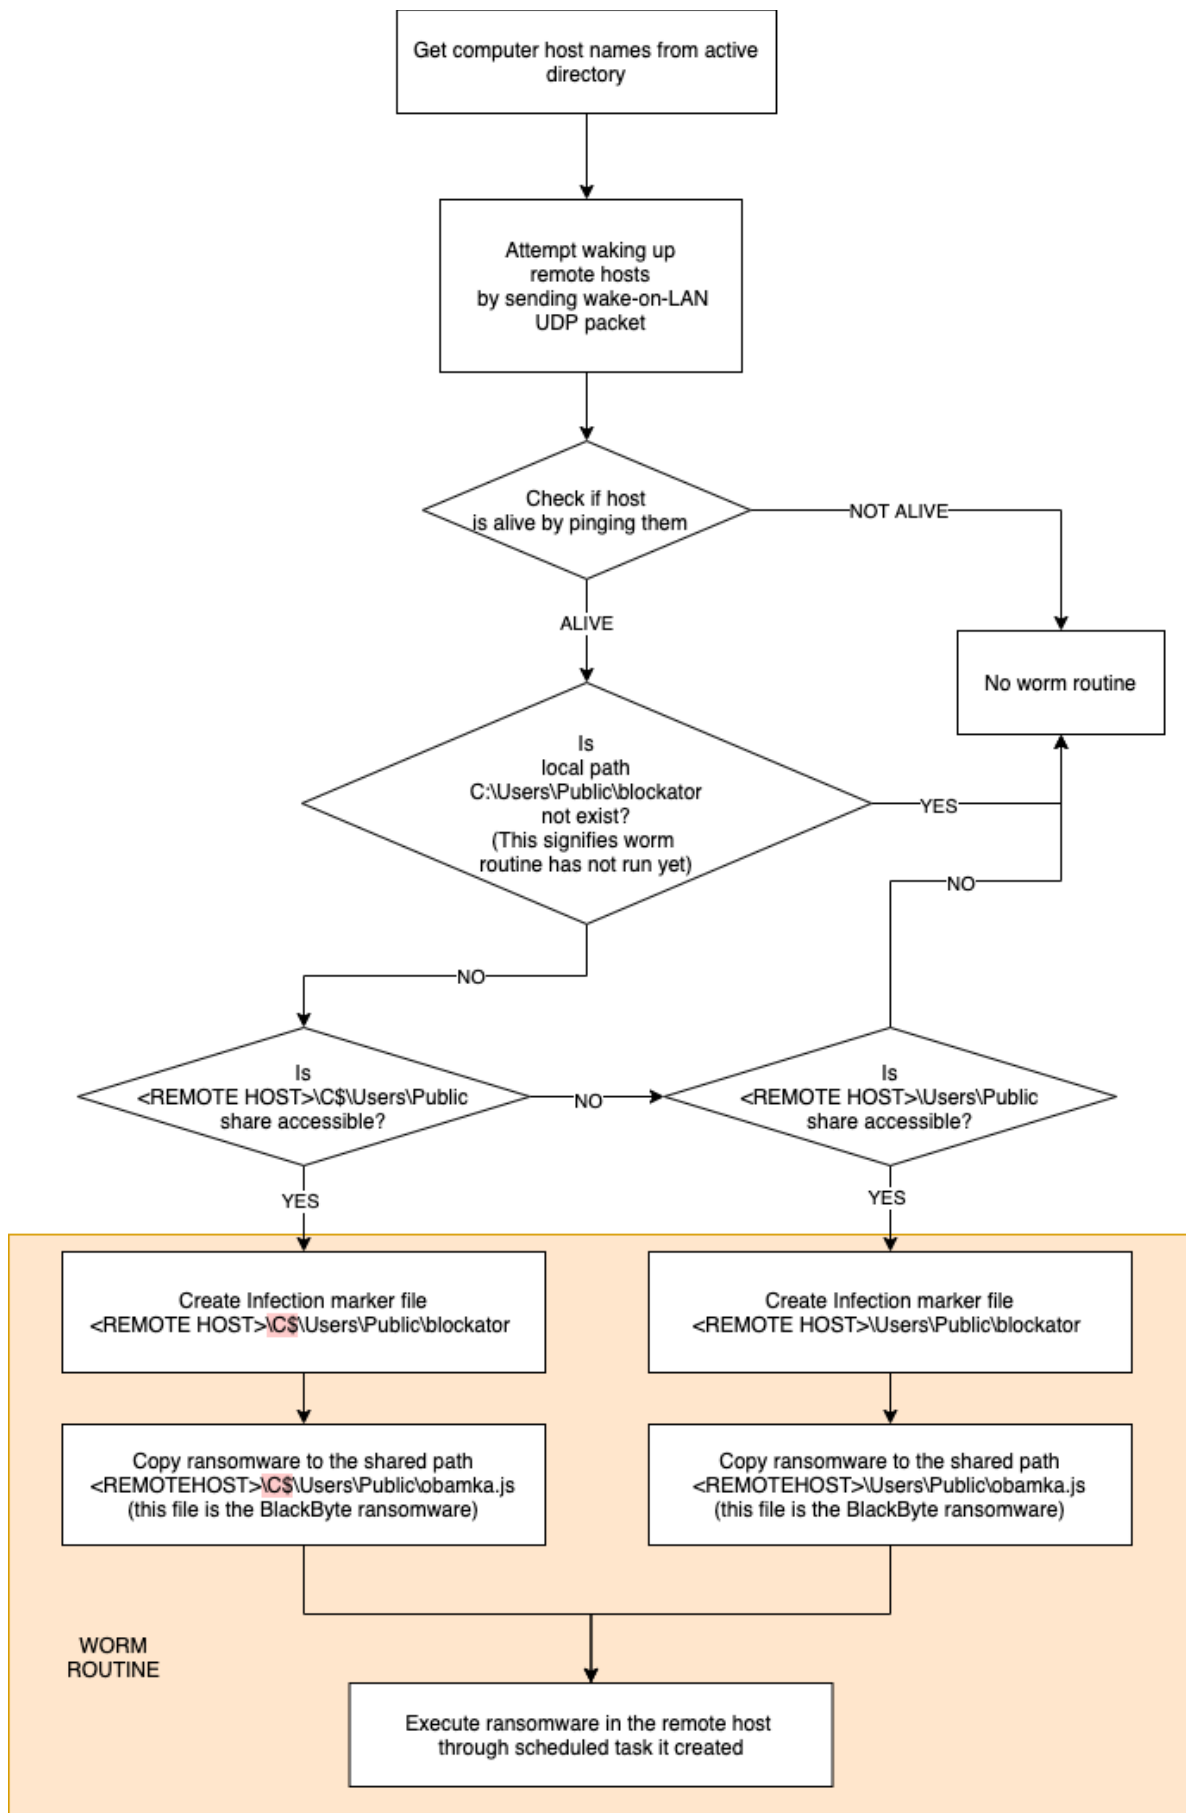 Get computer host names from active
directory
Attempt waking up
remote hosts
by sending wake-on-LAN
UDP packet
Check if host
is alive by pinging them
NOT ALIVE
ALIVE
No worm routine
Is
local path
C:\Users\Public\blockator
not exist?
(This signifies worm
routine has not run yet)
YES
NO
NO
Is
<REMOTE HOST>\C$\Users\Public
share accessible?
NO
Is
<REMOTE HOST>\Users\Public
share accessible?
YES
YES
Create Infection marker file
<REMOTE HOST>\C$\Users\Public\blockator
Create Infection marker file
<REMOTE HOST>\Users\Public\blockator
Copy ransomware to the shared path
<REMOTEHOST>\C$\Users\Public\obamka.js
(this file is the BlackByte ransomware)
Copy ransomware to the shared path
<REMOTEHOST>\Users\Public\obamka.js
(this file is the BlackByte ransomware)
WORM
ROUTINE
Execute ransomware in the remote host
through scheduled task it created